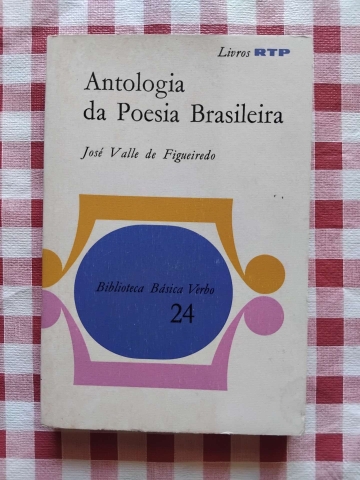 Livros RTP
Antologia
da Poesia Brasileira
José Valle de Figueiredo
Biblioteca Básica Verbo
24